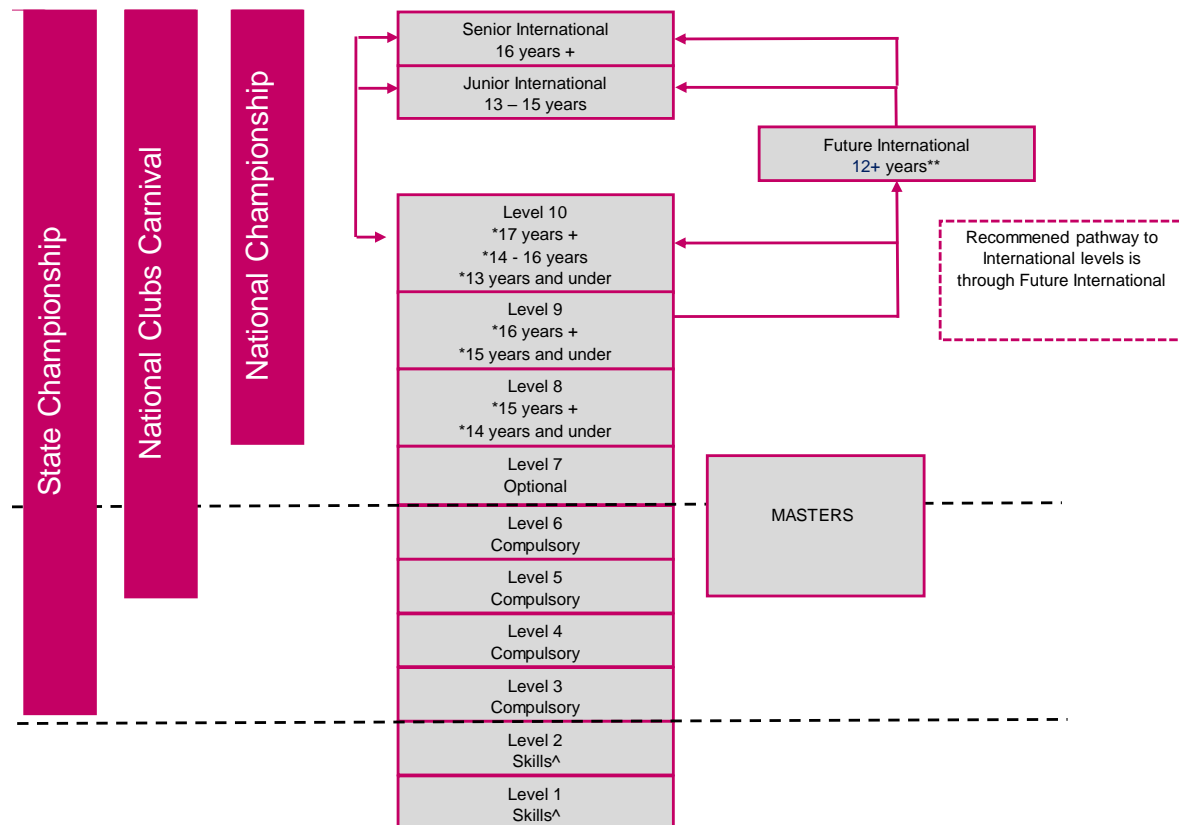 State Championship
National Clubs Carnival
National Championship
Senior International
16 years +
Junior International
13 – 15 years
Future International
12+ years**
Level 10
*17 years +
*14 - 16 years
*13 years and under
Recommened pathway to
International levels is
through Future International
Level 9
*16 years +
*15 years and under
Level 8
*15 years +
*14 years and under
Level 7
Optional
MASTERS
Level 6
Compulsory
Level 5
Compulsory
Level 4
Compulsory
Level 3
Compulsory
Level 2
Skills^
Level 1
Skills^